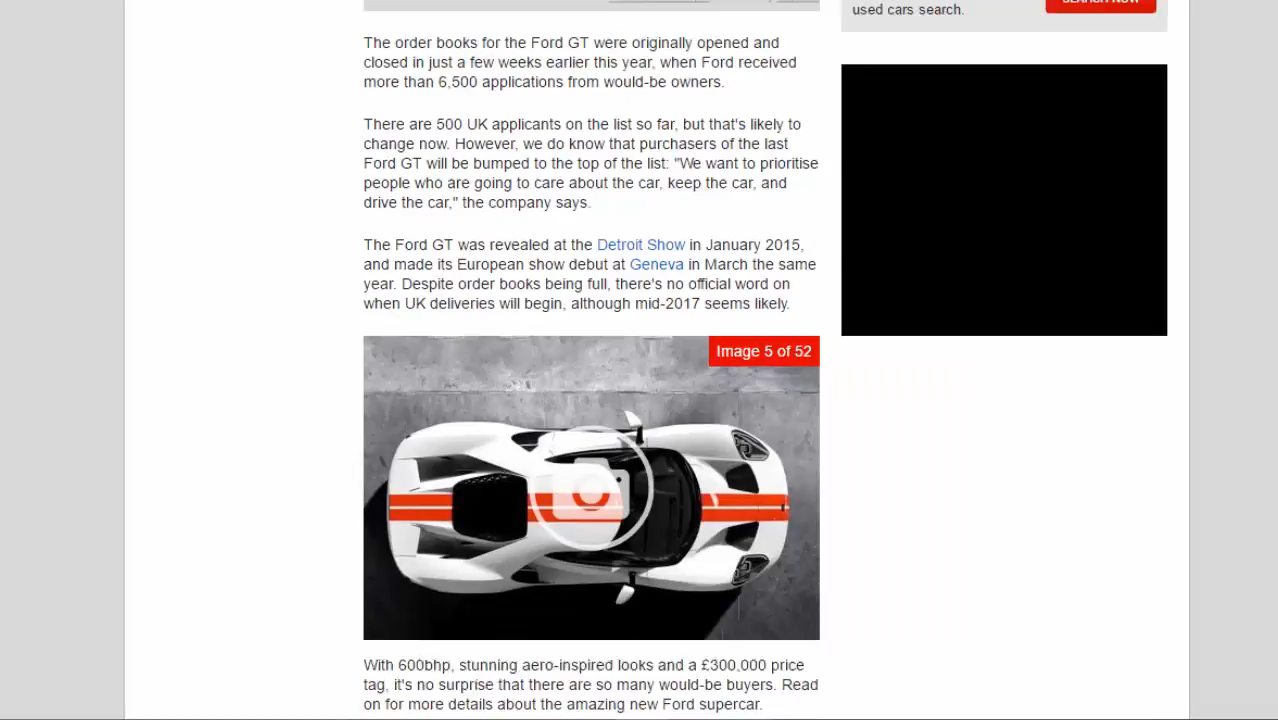 used cars search.
SEARCH NOW
The order books for the Ford GT were originally opened and
closed in just a few weeks earlier this year, when Ford received
more than 6,500 applications from would-be owners.
There are 500 UK applicants on the list so far, but that's likely to
change now. However, we do know that purchasers of the last
Ford GT will be bumped to the top of the list: "We want to prioritise
people who are going to care about the car, keep the car, and
drive the car," the company says.
The Ford GT was revealed at the Detroit Show in January 2015,
and made its European show debut at Geneva in March the same
year. Despite order books being full, there's no official word on
when UK deliveries will begin, although mid-2017 seems likely.
Image 5 of 52
With 600bhp, stunning aero-inspired looks and a £300,000 price
tag, it's no surprise that there are so many would-be buyers. Read
on for more details about the amazing new Ford supercar.